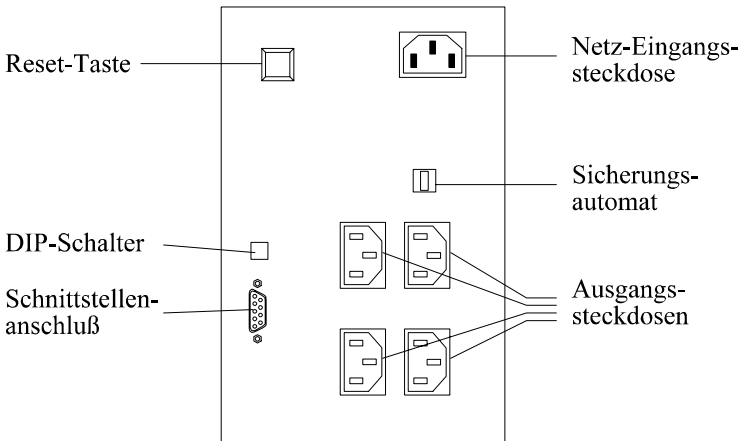 Reset-Taste
Netz-Eingangs-
steckdose
Sicherungs-
automat
DIP-Schalter
Schnittstellen-
anschluß
Ausgangs-
steckdosen